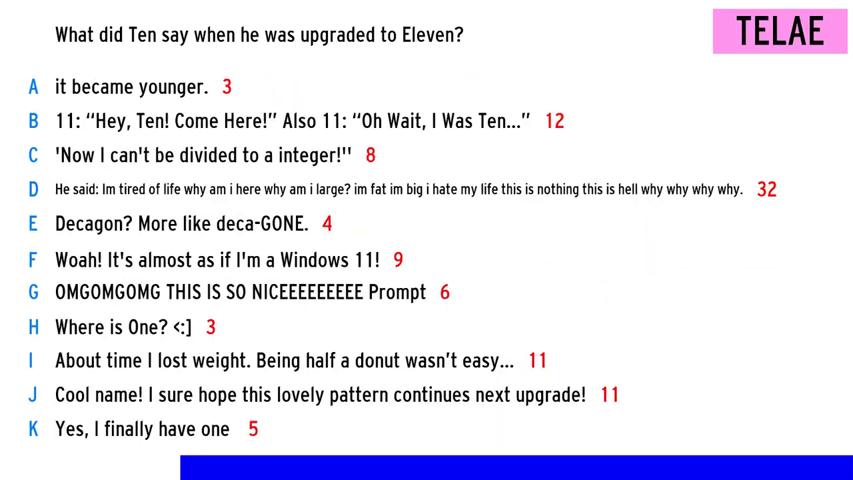 What did Ten say when he was upgraded to Eleven?
TELAE
A it became younger. 3
B 11: “Hey, Ten! Come Here!” Also 11: “Oh Wait, I Was Ten...” 12
C 'Now I can't be divided to a integer!'' 8
D He said: Im tired of life why am i here why am i large? im fat im big i hate my life this is nothing this is hell why why why why. 32
E Decagon? More like deca-GONE. 4
F Woah! It's almost as if I'm a Windows 11! 9
G OMGOMGOMG THIS IS SO NICEEEEEEEEE Prompt 6
H Where is One? <:] 3
I About time I lost weight. Being half a donut wasn’t easy... 11
J Cool name! I sure hope this lovely pattern continues next upgrade! 11
K Yes, I finally have one 5